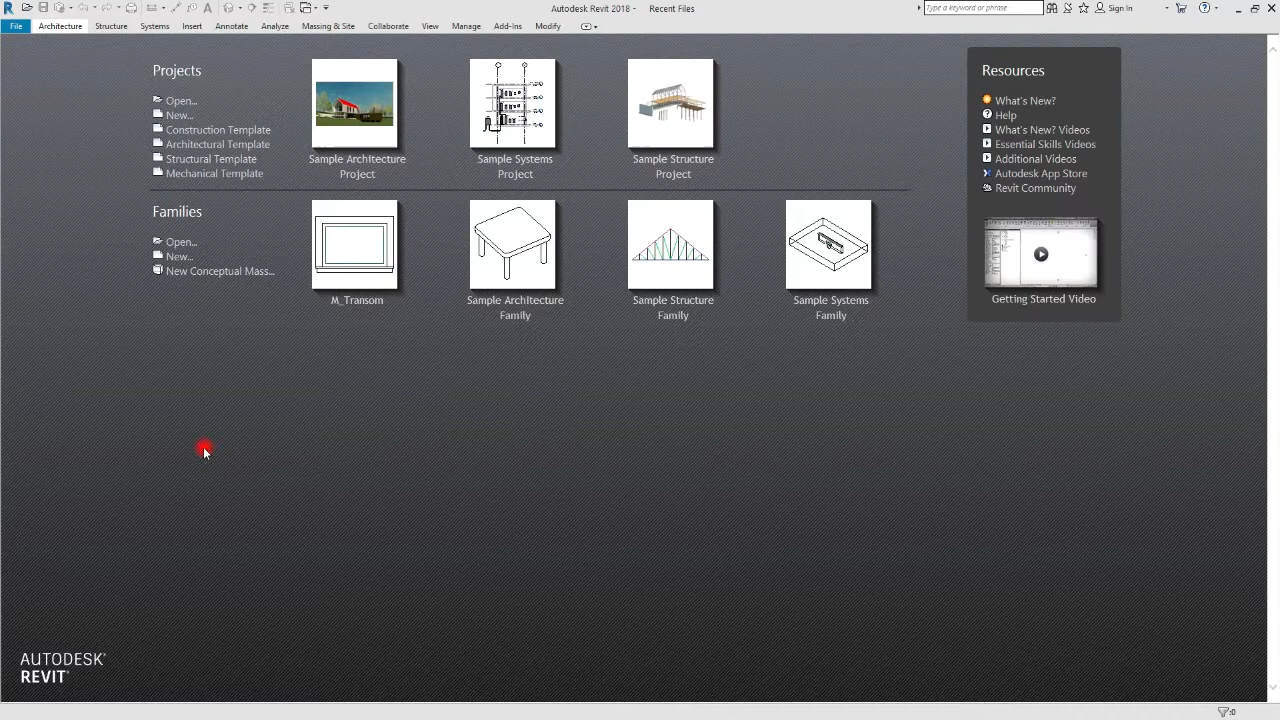 Autodesk Revit 2018 -     Recent Files
Type a keyword or phrase
Sign In
File
Architecture
Structure
Systems
Insert
Annotate
Analyze
Massing & Site
Collaborate
View
Manage
Add-Ins
Modify
Projects
Open...
New...
Construction Template
Architectural Template
Structural Template
Mechanical Template
Sample Architecture
Project
Sample Systems
Project
Sample Structure
Project
Families
Open...
New...
New Conceptual Mass...
M_Transom
Sample Architecture
Family
Sample Structure
Family
Sample Systems
Family
Resources
What's New?
Help
What's New? Videos
Essential Skills Videos
Additional Videos
Autodesk App Store
Revit Community
Getting Started Video
AUTODESK®
REVIT®
:0